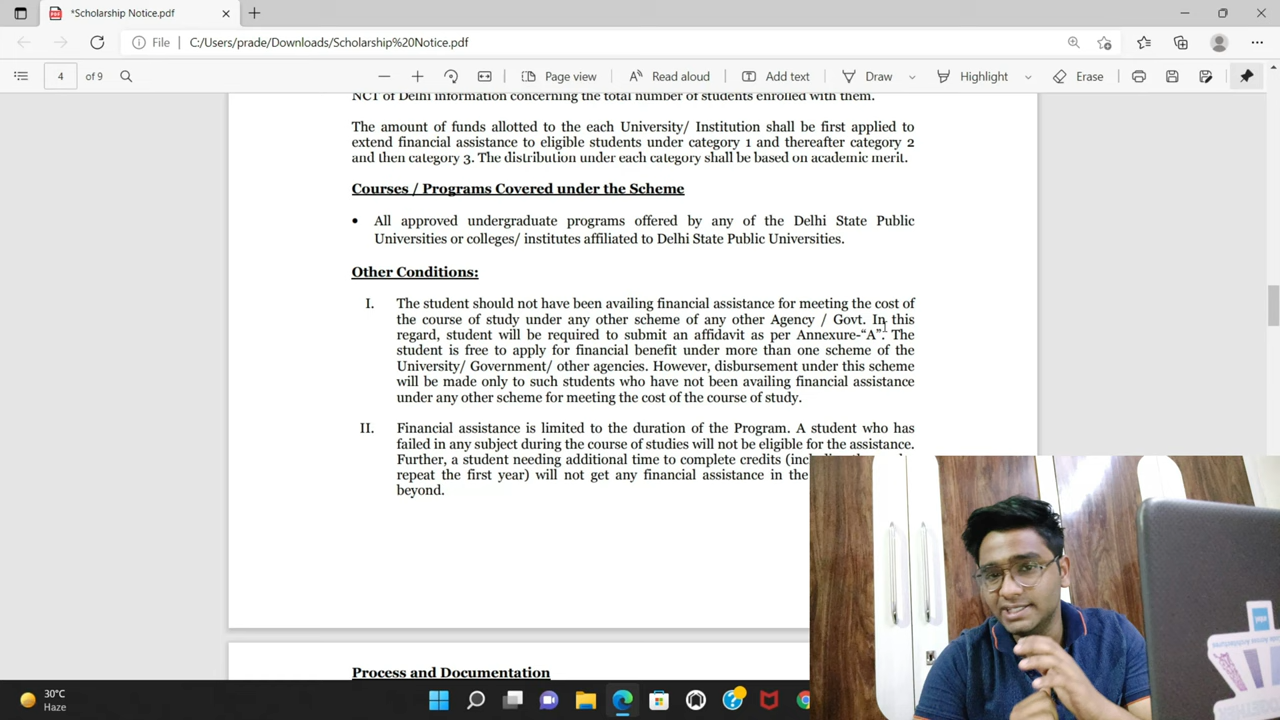 *Scholarship Notice.pdf
File C:/Users/prade/Downloads/Scholarship%20Notice.pdf
4 of 9 Page view Read aloud Add text Draw Highlight Erase
NCT of Delhi information concerning the total number of students enrolled with them.
The amount of funds allotted to the each University/ Institution shall be first applied to
extend financial assistance to eligible students under category 1 and thereafter category 2
and then category 3. The distribution under each category shall be based on academic merit.
Courses / Programs Covered under the Scheme
• All approved undergraduate programs offered by any of the Delhi State Public
Universities or colleges/ institutes affiliated to Delhi State Public Universities.
Other Conditions:
I. The student should not have been availing financial assistance for meeting the cost of
the course of study under any other scheme of any other Agency / Govt. In this
regard, student will be required to submit an affidavit as per Annexure-“A”. The
student is free to apply for financial benefit under more than one scheme of the
University/ Government/ other agencies. However, disbursement under this scheme
will be made only to such students who have not been availing financial assistance
under any other scheme for meeting the cost of the course of study.
II. Financial assistance is limited to the duration of the Program. A student who has
failed in any subject during the course of studies will not be eligible for the assistance.
Further, a student needing additional time to complete credits
repeat the first year) will not get any financial assistance in the
beyond.
Process and Documentation
30°C
Haze